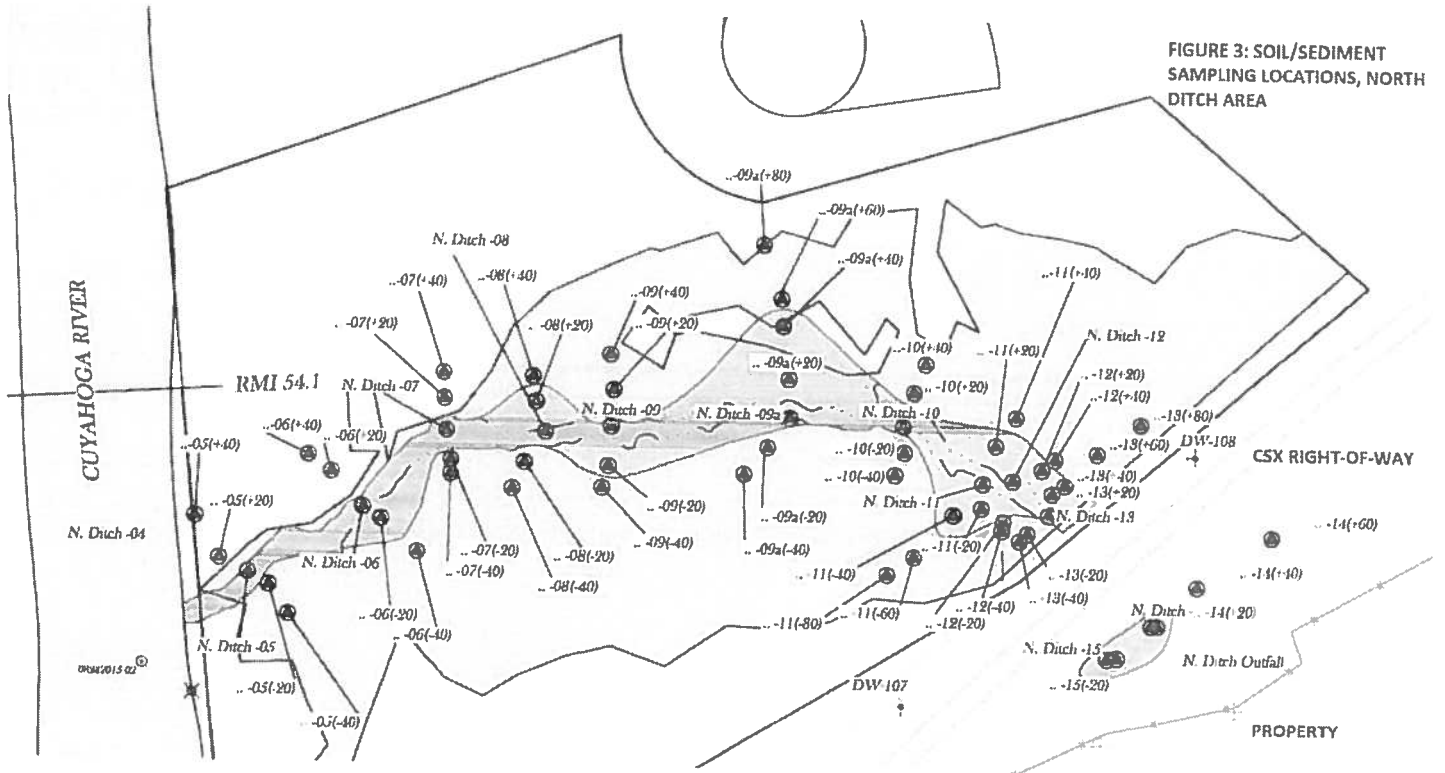 FIGURE 3: SOIL/SEDIMENT
SAMPLING LOCATIONS, NORTH
DITCH AREA
..-09a(+80)
..-09a(+60)
N. Ditch -08
..-09a(+40)
..-08(+40)
..-07(+40)
..-11(+40)
..-09(+40)
..-07(+20)
..-08(+20)
..-09(+20)
N. Ditch -12
..-10(+40)
..-11(+20)
..-09a(+20)
RMI 54.1
N. Ditch -07
..-10(+20)
..-12(+20)
..-12(+40)
N. Ditch -09
N. Ditch -09a
N. Ditch -10
..-13(+80)
CUYAHOGA RIVER
..-05(+40)
..-06(+40)
..-06(+20)
..-10(-20)
..-13(+60)
DW-108
CSX RIGHT-OF-WAY
..-10(-40)
..-13(+40)
..-13(+20)
..-05(+20)
N. Ditch -11
N. Ditch -13
N. Ditch -04
..-09(-20)
..-09a(-20)
..-14(+60)
..-07(-20)
..-08(-20)
..-09(-40)
..-09a(-40)
..-11(-20)
N. Ditch -06
..-07(-40)
..-08(-40)
..-11(-40)
..-13(-20)
..-14(+40)
..-06(-20)
..-12(-40)
..-13(-40)
..-06(-40)
..-11(-80)
..-11(-60)
..-12(-20)
N. Ditch
..-14(+20)
N. Ditch -05
N. Ditch -15
N. Ditch Outfall
..-05(-20)
DW-107
..-15(-20)
..-05(-40)
PROPERTY